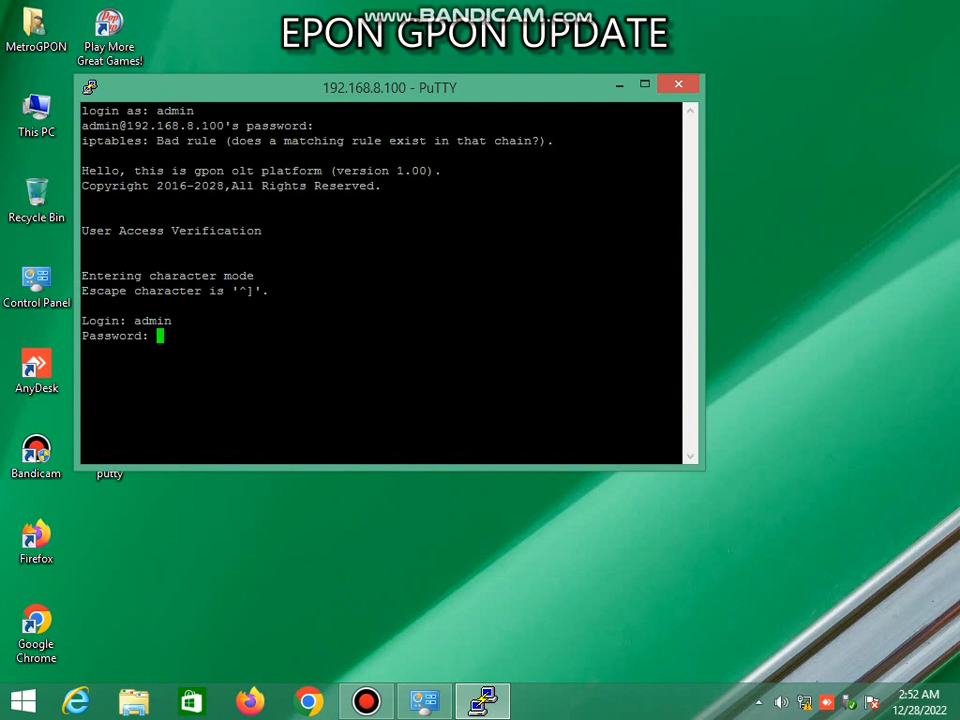 www.BANDICAM.com
EPON GPON UPDATE
MetroGPON
Play More
Great Games!
This PC
Recycle Bin
Control Panel
AnyDesk
Bandicam
putty
Firefox
Google
Chrome
192.168.8.100 - PuTTY
login as: admin
admin@192.168.8.100's password:
iptables: Bad rule (does a matching rule exist in that chain?).
Hello, this is gpon olt platform (version 1.00).
Copyright 2016-2028,All Rights Reserved.
User Access Verification
Entering character mode
Escape character is '^]'.
Login: admin
Password:
2:52 AM
12/28/2022